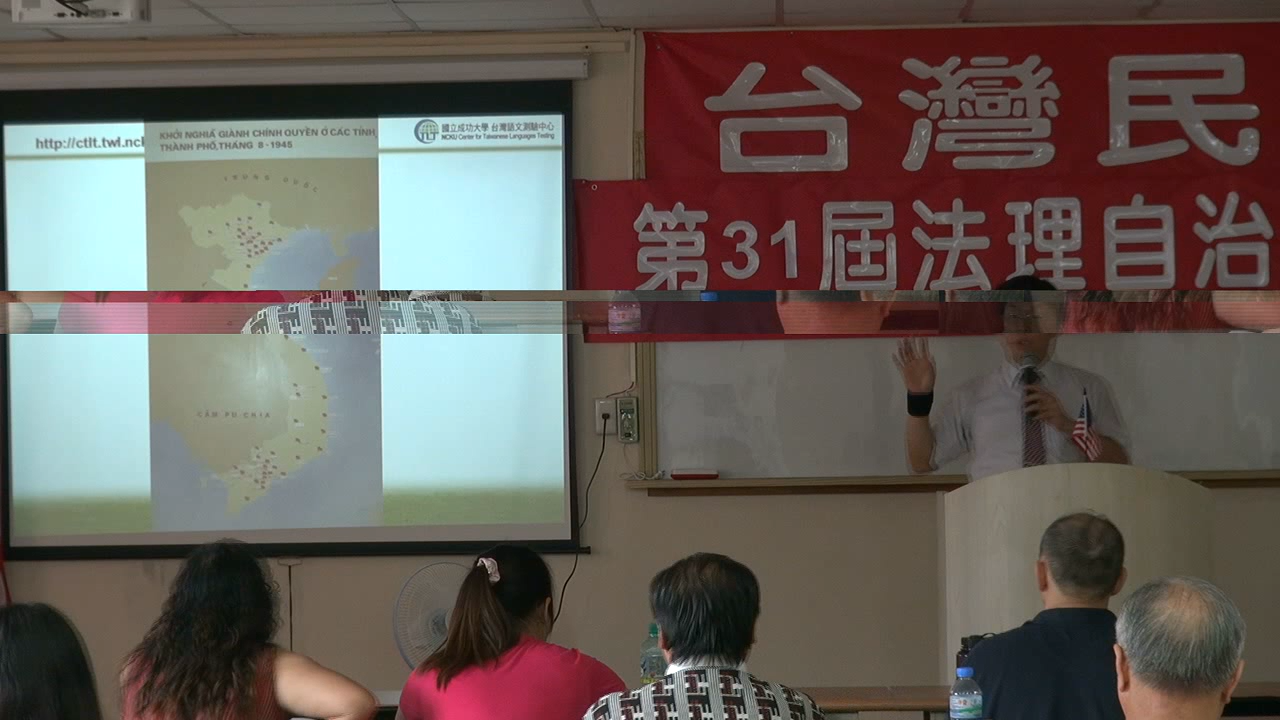 http://ctlt.twl.nck
KHỞI NGHĨA GIÀNH CHÍNH QUYỀN Ở CÁC TỈNH,
THÀNH PHỐ, THÁNG 8 - 1945
國立成功大學 台灣語文測驗中心
NCKU Center for Taiwanese Languages Testing
TRUNG QUỐC
CĂM PU CHIA
台灣民
第31屆法理自治